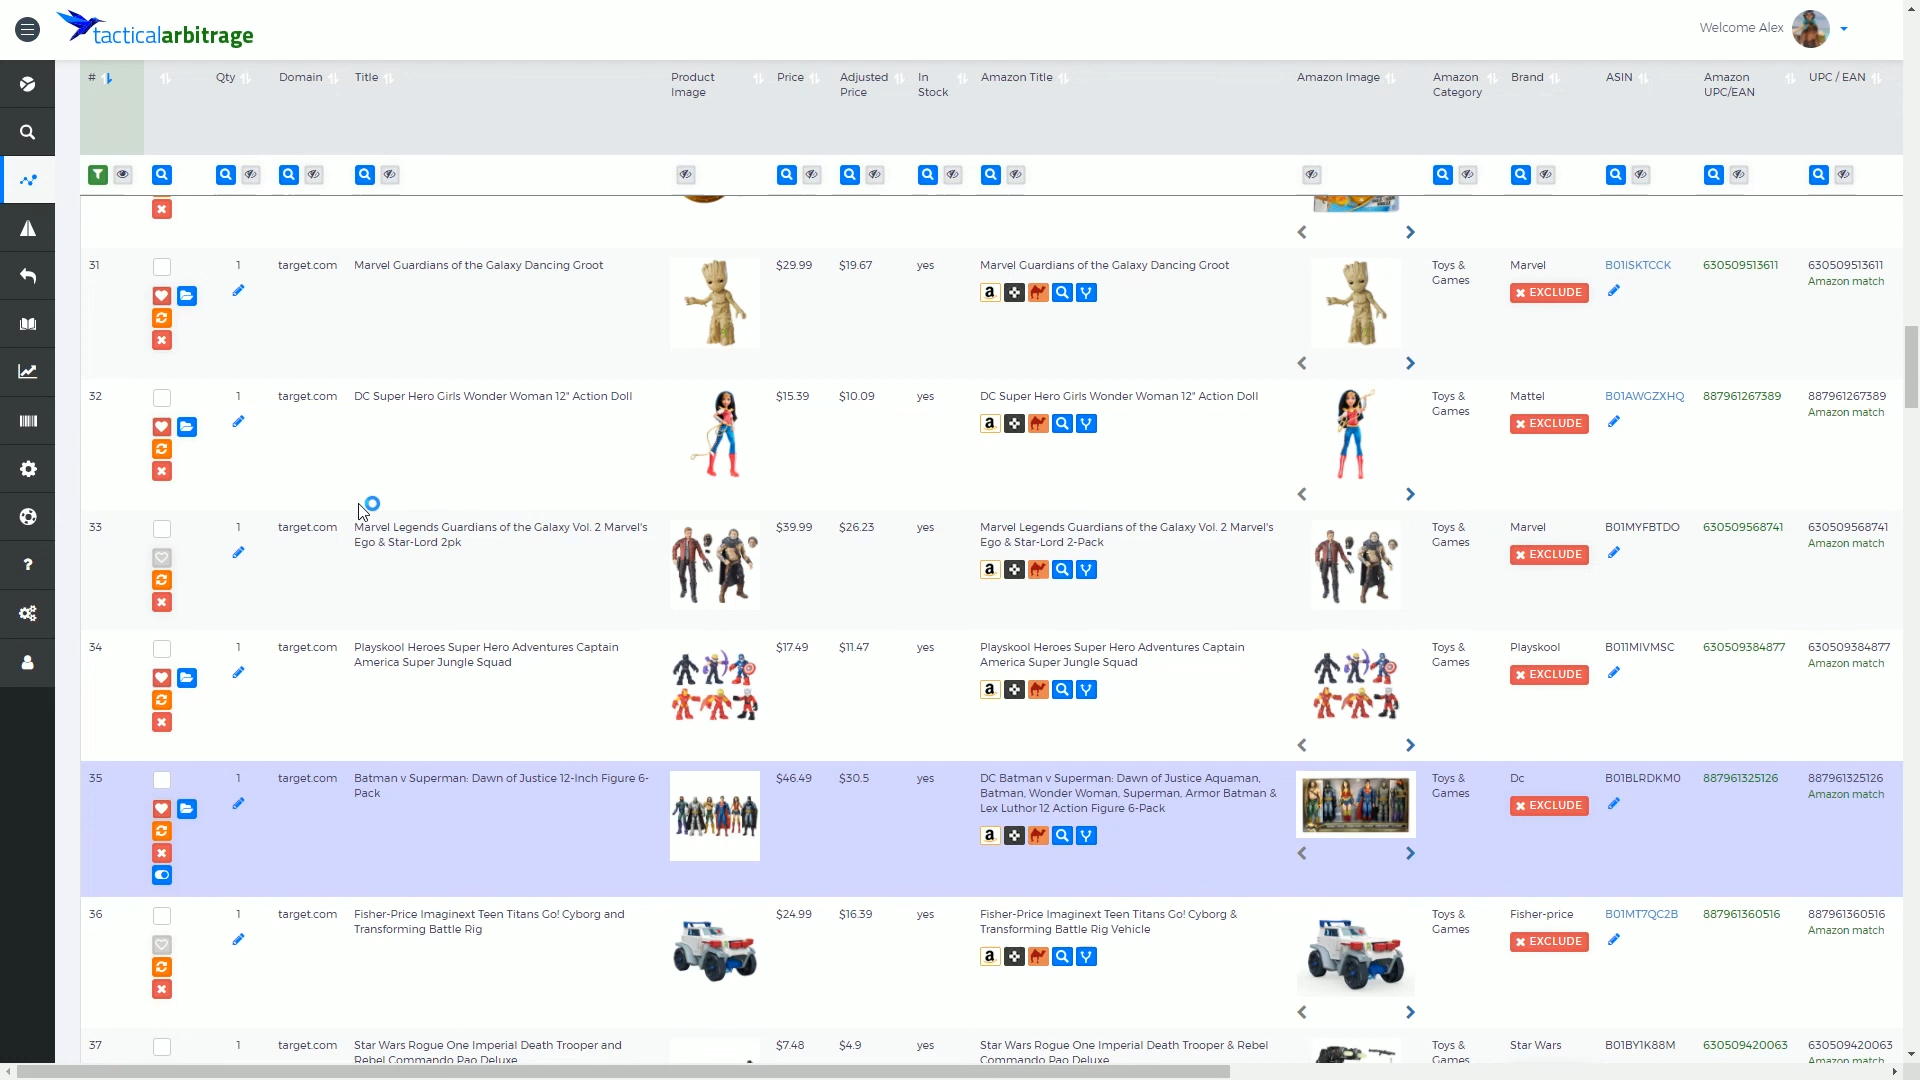 tacticalarbitrage
Welcome Alex
#
Qty
Domain
Title
Product
Image
Price
Adjusted
Price
In
Stock
Amazon Title
Amazon Image
Amazon
Category
Brand
ASIN
Amazon
UPC/EAN
UPC / EAN
31
1
target.com
Marvel Guardians of the Galaxy Dancing Groot
$29.99
$19.67
yes
Marvel Guardians of the Galaxy Dancing Groot
Toys &
Games
Marvel
EXCLUDE
B01ISKTCCK
630509513611
630509513611
Amazon match
32
1
target.com
DC Super Hero Girls Wonder Woman 12" Action Doll
$15.39
$10.09
yes
DC Super Hero Girls Wonder Woman 12" Action Doll
Toys &
Games
Mattel
EXCLUDE
B01AWGZXHQ
887961267389
887961267389
Amazon match
33
1
target.com
Marvel Legends Guardians of the Galaxy Vol. 2 Marvel's
Ego & Star-Lord 2pk
$39.99
$26.23
yes
Marvel Legends Guardians of the Galaxy Vol. 2 Marvel's
Ego & Star-Lord 2-Pack
Toys &
Games
Marvel
EXCLUDE
B01MYFBTDO
630509568741
630509568741
Amazon match
34
1
target.com
Playskool Heroes Super Hero Adventures Captain
America Super Jungle Squad
$17.49
$11.47
yes
Playskool Heroes Super Hero Adventures Captain
America Super Jungle Squad
Toys &
Games
Playskool
EXCLUDE
B011MIVMSC
630509384877
630509384877
Amazon match
35
1
target.com
Batman v Superman: Dawn of Justice 12-Inch Figure 6-
Pack
$46.49
$30.5
yes
DC Batman v Superman: Dawn of Justice Aquaman,
Batman, Wonder Woman, Superman, Armor Batman &
Lex Luthor 12 Action Figure 6-Pack
Toys &
Games
Dc
EXCLUDE
B01BLRDKM0
887961325126
887961325126
Amazon match
36
1
target.com
Fisher-Price Imaginext Teen Titans Go! Cyborg and
Transforming Battle Rig
$24.99
$16.39
yes
Fisher-Price Imaginext Teen Titans Go! Cyborg &
Transforming Battle Rig Vehicle
Toys &
Games
Fisher-price
EXCLUDE
B01MT7QC2B
887961360516
887961360516
Amazon match
37
1
target.com
Star Wars Rogue One Imperial Death Trooper and
Rebel Commando Pao Deluxe
$7.48
$4.9
yes
Star Wars Rogue One Imperial Death Trooper & Rebel
Commando Pao Deluxe
Toys &
Games
Star Wars
B01BY1K88M
630509420063
630509420063
Amazon match